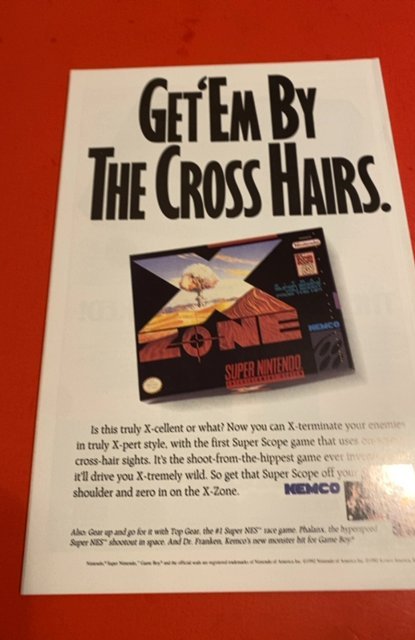 GET 'EM BY
THE CROSS HAIRS.
Nintendo
X
ZONE
KEMCO
SUPER NINTENDO
Is this truly X-cellent or what? Now you can X-terminate your enemies
in truly X-pert style, with the first Super Scope game that uses
cross-hair sights. It's the shoot-from-the-hippest game ever
it'll drive you X-tremely wild. So get that Super Scope off your
shoulder and zero in on the X-Zone. KEMCO
Also: Gear up and go for it with Top Gear, the #1 Super NES™ race game. Phalanx, the hyperspeed
Super NES™ shootout in space. And Dr. Franken, Kemco's new monster hit for Game Boy®